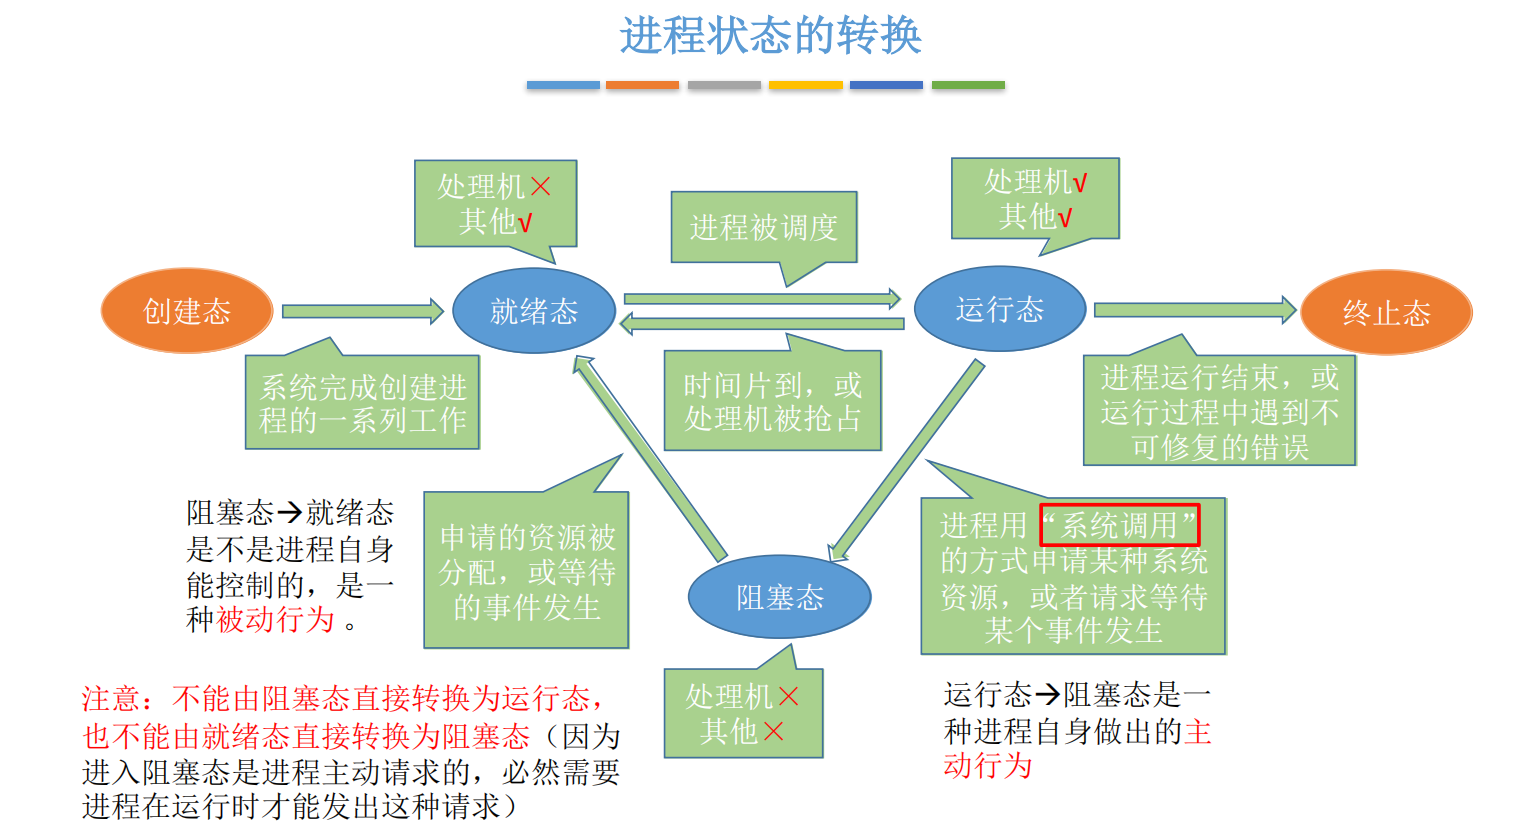 进程状态的转换
处理机×
其他√
进程被调度
处理机√
其他√
创建态
就绪态
运行态
终止态
系统完成创建进
程的一系列工作
时间片到，或
处理机被抢占
进程运行结束，或
运行过程中遇到不
可修复的错误
阻塞态→就绪态
是不是进程自身
能控制的，是一
种被动行为 。
申请的资源被
分配，或等待
的事件发生
进程用“系统调用”
的方式申请某种系统
资源，或者请求等待
某个事件发生
阻塞态
处理机×
其他×
注意：不能由阻塞态直接转换为运行态，
也不能由就绪态直接转换为阻塞态（因为
进入阻塞态是进程主动请求的，必然需要
进程在运行时才能发出这种请求）
运行态→阻塞态是一
种进程自身做出的主
动行为